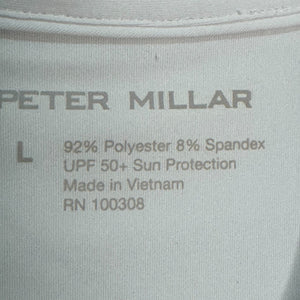 PETER MILLAR
L
92% Polyester 8% Spandex
UPF 50+ Sun Protection
Made in Vietnam
RN 100308